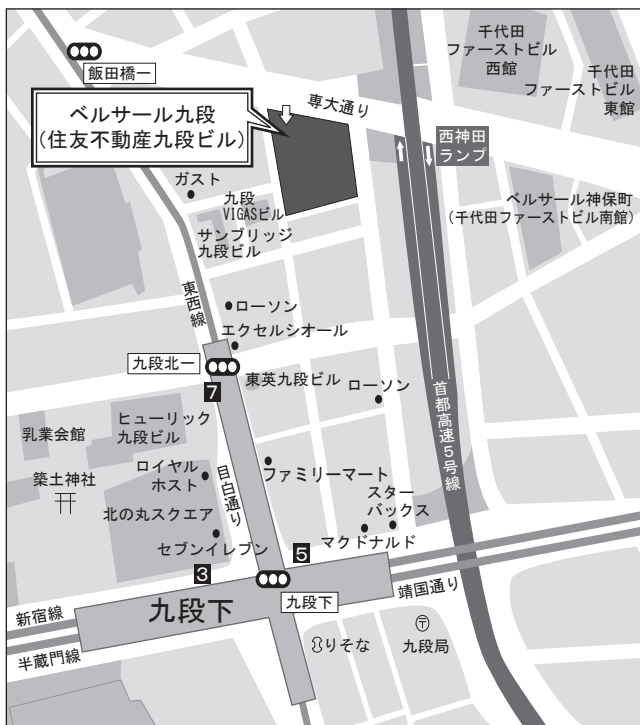 千代田
ファーストビル
西館
飯田橋一
千代田
ファーストビル
東館
専大通り
ベルサール九段
(住友不動産九段ビル)
西神田
ランプ
ガスト
九段
VIGASビル
ベルサール神保町
(千代田ファーストビル南館)
サンブリッジ
九段ビル
東西線
ローソン
エクセルシオール
九段北一
7
東英九段ビル
ローソン
首都高速5号線
ヒューリック
九段ビル
乳業会館
目白通り
ファミリーマート
ロイヤル
ホスト
築土神社
スター
バックス
北の丸スクエア
マクドナルド
セブンイレブン
5
3
九段下
九段下
靖国通り
新宿線
半蔵門線
りそな
〒
九段局